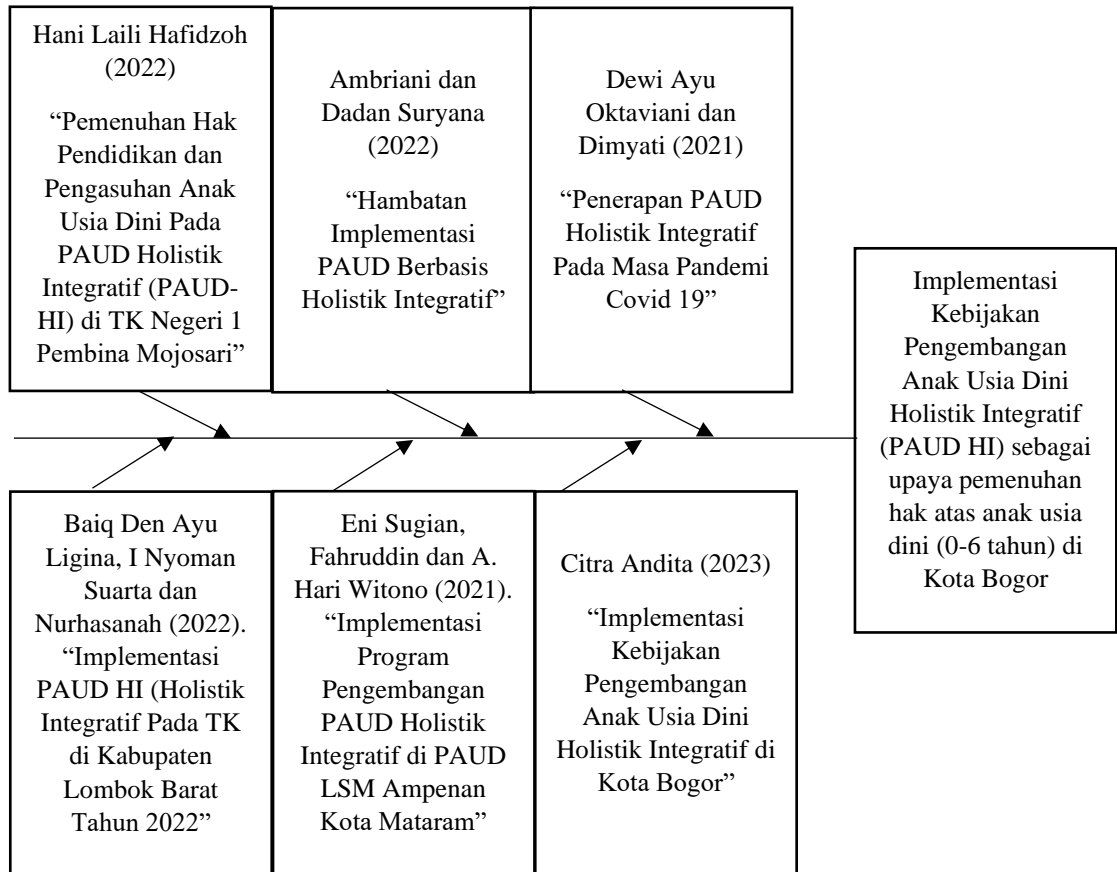 Hani Laili Hafidzoh
(2022)
“Pemenuhan Hak
Pendidikan dan
Pengasuhan Anak
Usia Dini Pada
PAUD Holistik
Integratif (PAUD-
HI) di TK Negeri 1
Pembina Mojosari”
Ambriani dan
Dadan Suryana
(2022)
“Hambatan
Implementasi
PAUD Berbasis
Holistik Integratif”
Dewi Ayu
Oktaviani dan
Dimyati (2021)
“Penerapan PAUD
Holistik Integratif
Pada Masa Pandemi
Covid 19”
Implementasi
Kebijakan
Pengembangan
Anak Usia Dini
Holistik Integratif
(PAUD HI) sebagai
upaya pemenuhan
hak atas anak usia
dini (0-6 tahun) di
Kota Bogor
Baiq Den Ayu
Ligina, I Nyoman
Suarta dan
Nurhasanah (2022).
“Implementasi
PAUD HI (Holistik
Integratif Pada TK
di Kabupaten
Lombok Barat
Tahun 2022”
Eni Sugian,
Fahruddin dan A.
Hari Witono (2021).
“Implementasi
Program
Pengembangan
PAUD Holistik
Integratif di PAUD
LSM Ampenan
Kota Mataram”
Citra Andita (2023)
“Implementasi
Kebijakan
Pengembangan
Anak Usia Dini
Holistik Integratif di
Kota Bogor”